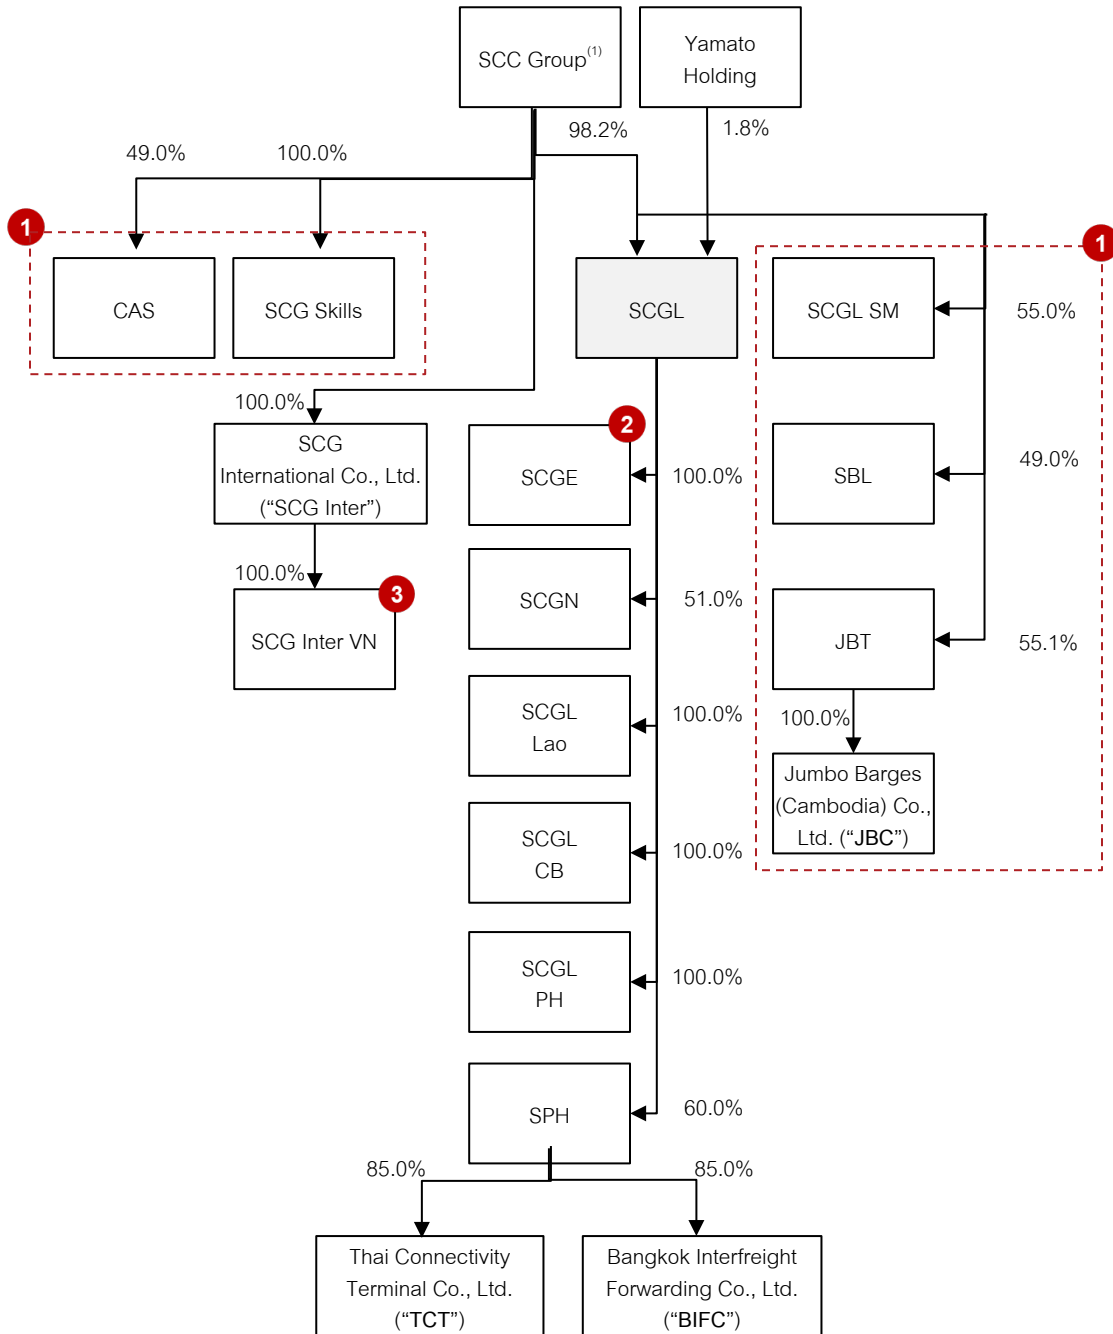 SCC Group(1)
Yamato
Holding
98.2%
1.8%
49.0%
100.0%
1
1
CAS
SCG Skills
SCGL
SCGL SM
55.0%
100.0%
SCG
International Co., Ltd.
(“SCG Inter”)
2
SCGE
100.0%
SBL
49.0%
100.0%
3
SCG Inter VN
SCGN
51.0%
JBT
55.1%
SCGL
Lao
100.0%
100.0%
Jumbo Barges
(Cambodia) Co.,
Ltd. (“JBC”)
SCGL
CB
100.0%
SCGL
PH
100.0%
SPH
60.0%
85.0%
85.0%
Thai Connectivity
Terminal Co., Ltd.
(“TCT”)
Bangkok Interfreight
Forwarding Co., Ltd.
(“BIFC”)